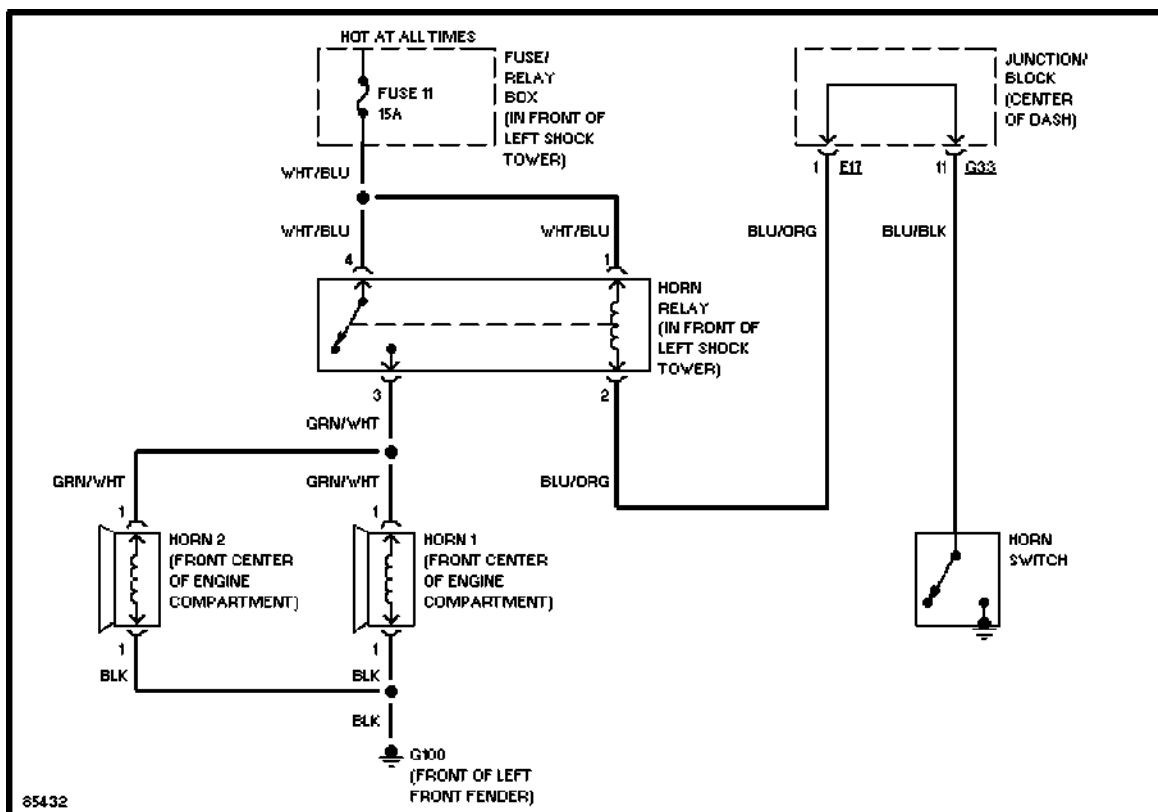 HOT AT ALL TIMES
FUSE 11
15A
FUSE/
RELAY
BOX
(IN FRONT OF
LEFT SHOCK
TOWER)
JUNCTION/
BLOCK
(CENTER
OF DASH)
WHT/BLU
1 E17
11 G33
WHT/BLU
WHT/BLU
BLU/ORG
BLU/BLK
4
1
HORN
RELAY
(IN FRONT OF
LEFT SHOCK
TOWER)
3
2
GRN/WHT
GRN/WHT
GRN/WHT
BLU/ORG
1
1
HORN 2
(FRONT CENTER
OF ENGINE
COMPARTMENT)
HORN 1
(FRONT CENTER
OF ENGINE
COMPARTMENT)
HORN
SWITCH
1
1
BLK
BLK
BLK
G100
(FRONT OF LEFT
FRONT FENDER)
85432